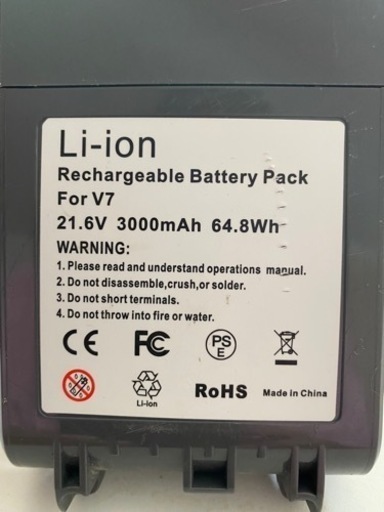 Li-ion
Rechargeable Battery Pack
For V7
21.6V 3000mAh 64.8Wh
WARNING:
1. Please read and understand operations manual.
2. Do not disassemble,crush,or solder.
3. Do not short terminals.
4. Do not throw into fire or water.
CE FC PS E
Li-ion RoHS Made in China